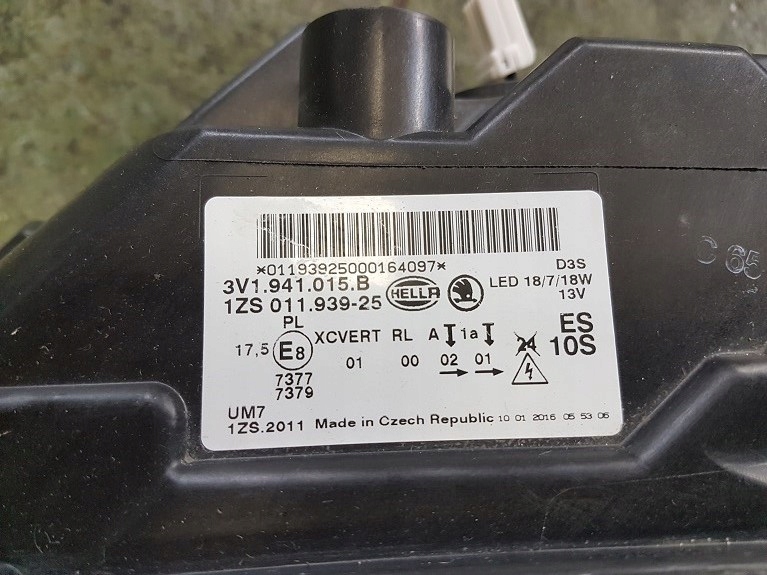 *01193925000164097*
3V1.941.015.B HELLA D3S
1ZS 011.939-25 LED 18/7/18W
13V
PL XCVERT RL A 1a 24 ES
17,5 E8 01 00 02 01 10S
7377
7379
UM7
1ZS.2011 Made in Czech Republic 10 01 2016 05 53 06
C 65